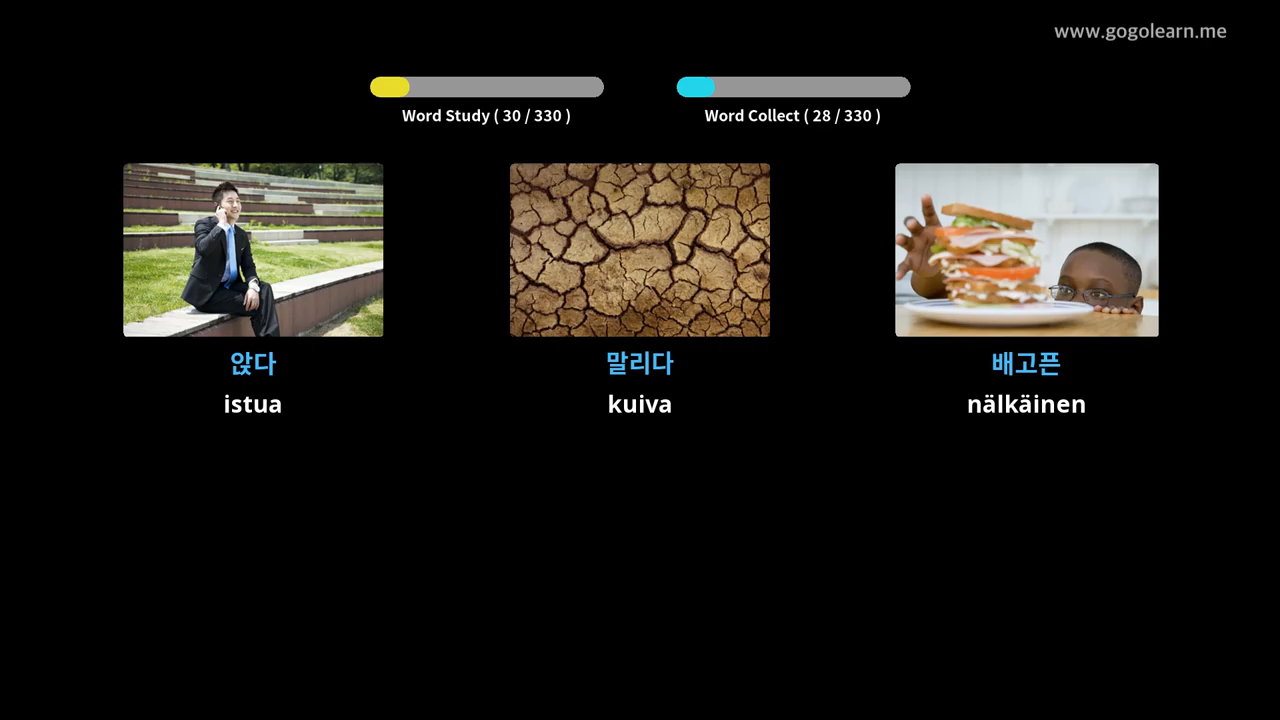 www.gogolearn.me
Word Study ( 30 / 330 )
Word Collect ( 28 / 330 )
앉다
말리다
배고픈
istua
kuiva
nälkäinen